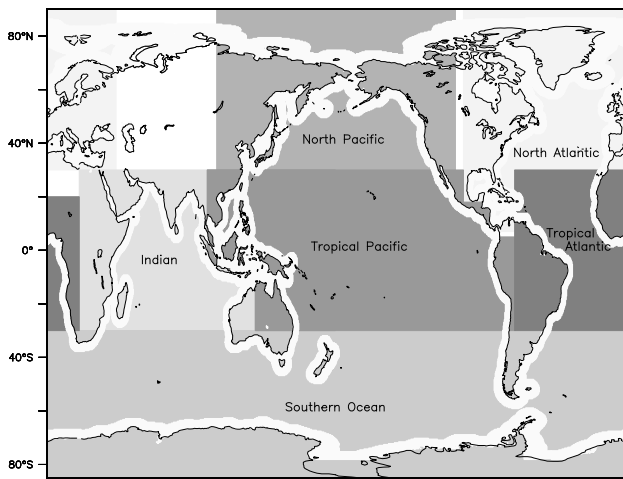 80°N
North Pacific
40°N
North Atlantic
Tropical
Tropical Pacific
Atlantic
0°
Indian
40°S
Southern Ocean
80°S